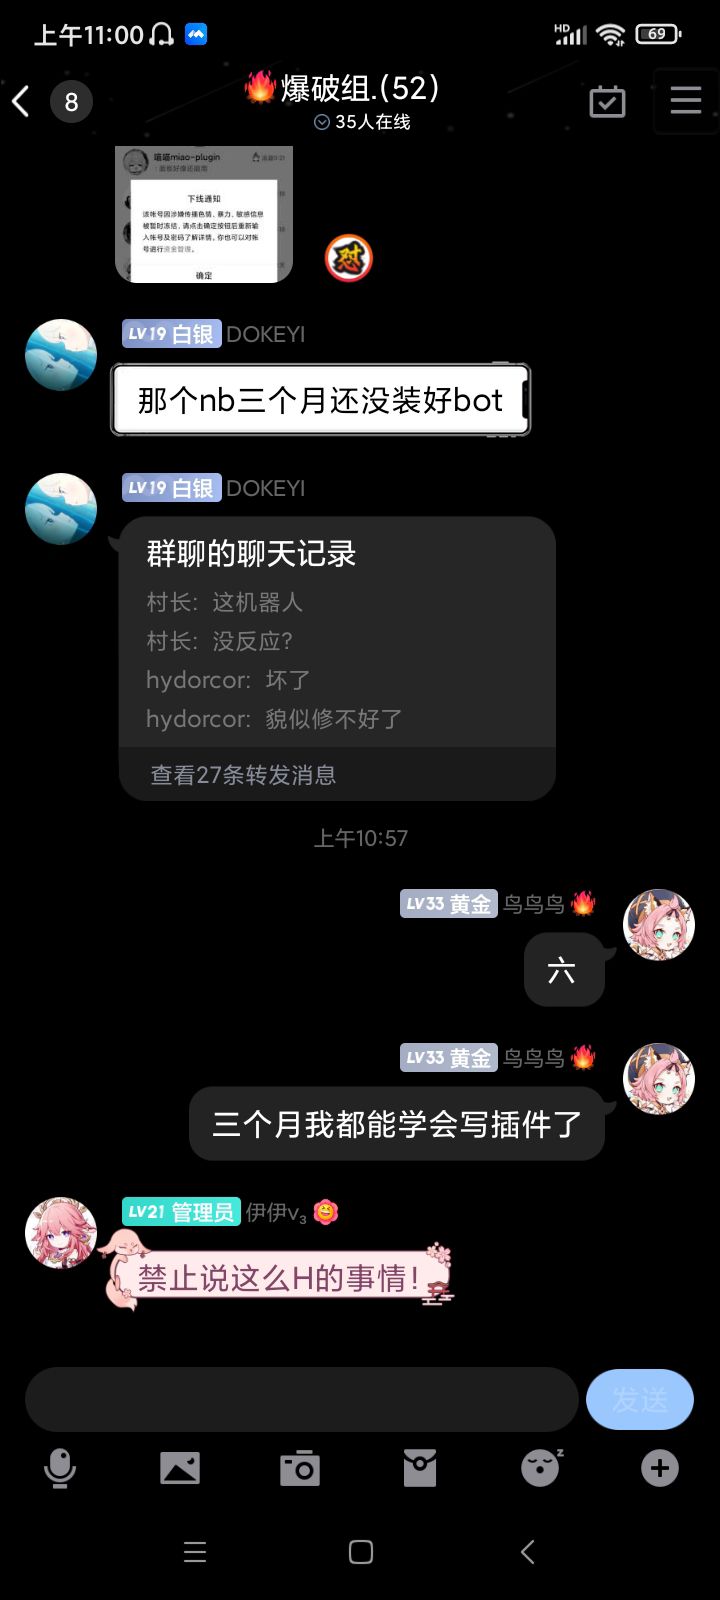 上午11:00
HD
69
8
爆破组.(52)
35人在线
喵喵miao-plugin
下线通知
该帐号因涉嫌传播色情、暴力、敏感信息
被暂时冻结，请点击确定按钮后重新输
入帐号及密码了解详情，你也可以对帐
号进行资金管理。
确定
怼
LV19 白银 DOKEYI
那个nb三个月还没装好bot
LV19 白银 DOKEYI
群聊的聊天记录
村长：这机器人
村长：没反应?
hydorcor：坏了
hydorcor：貌似修不好了
查看27条转发消息
上午10:57
LV33 黄金 鸟鸟鸟
六
LV33 黄金 鸟鸟鸟
三个月我都能学会写插件了
LV21 管理员 伊伊v₃
禁止说这么H的事情！
发送